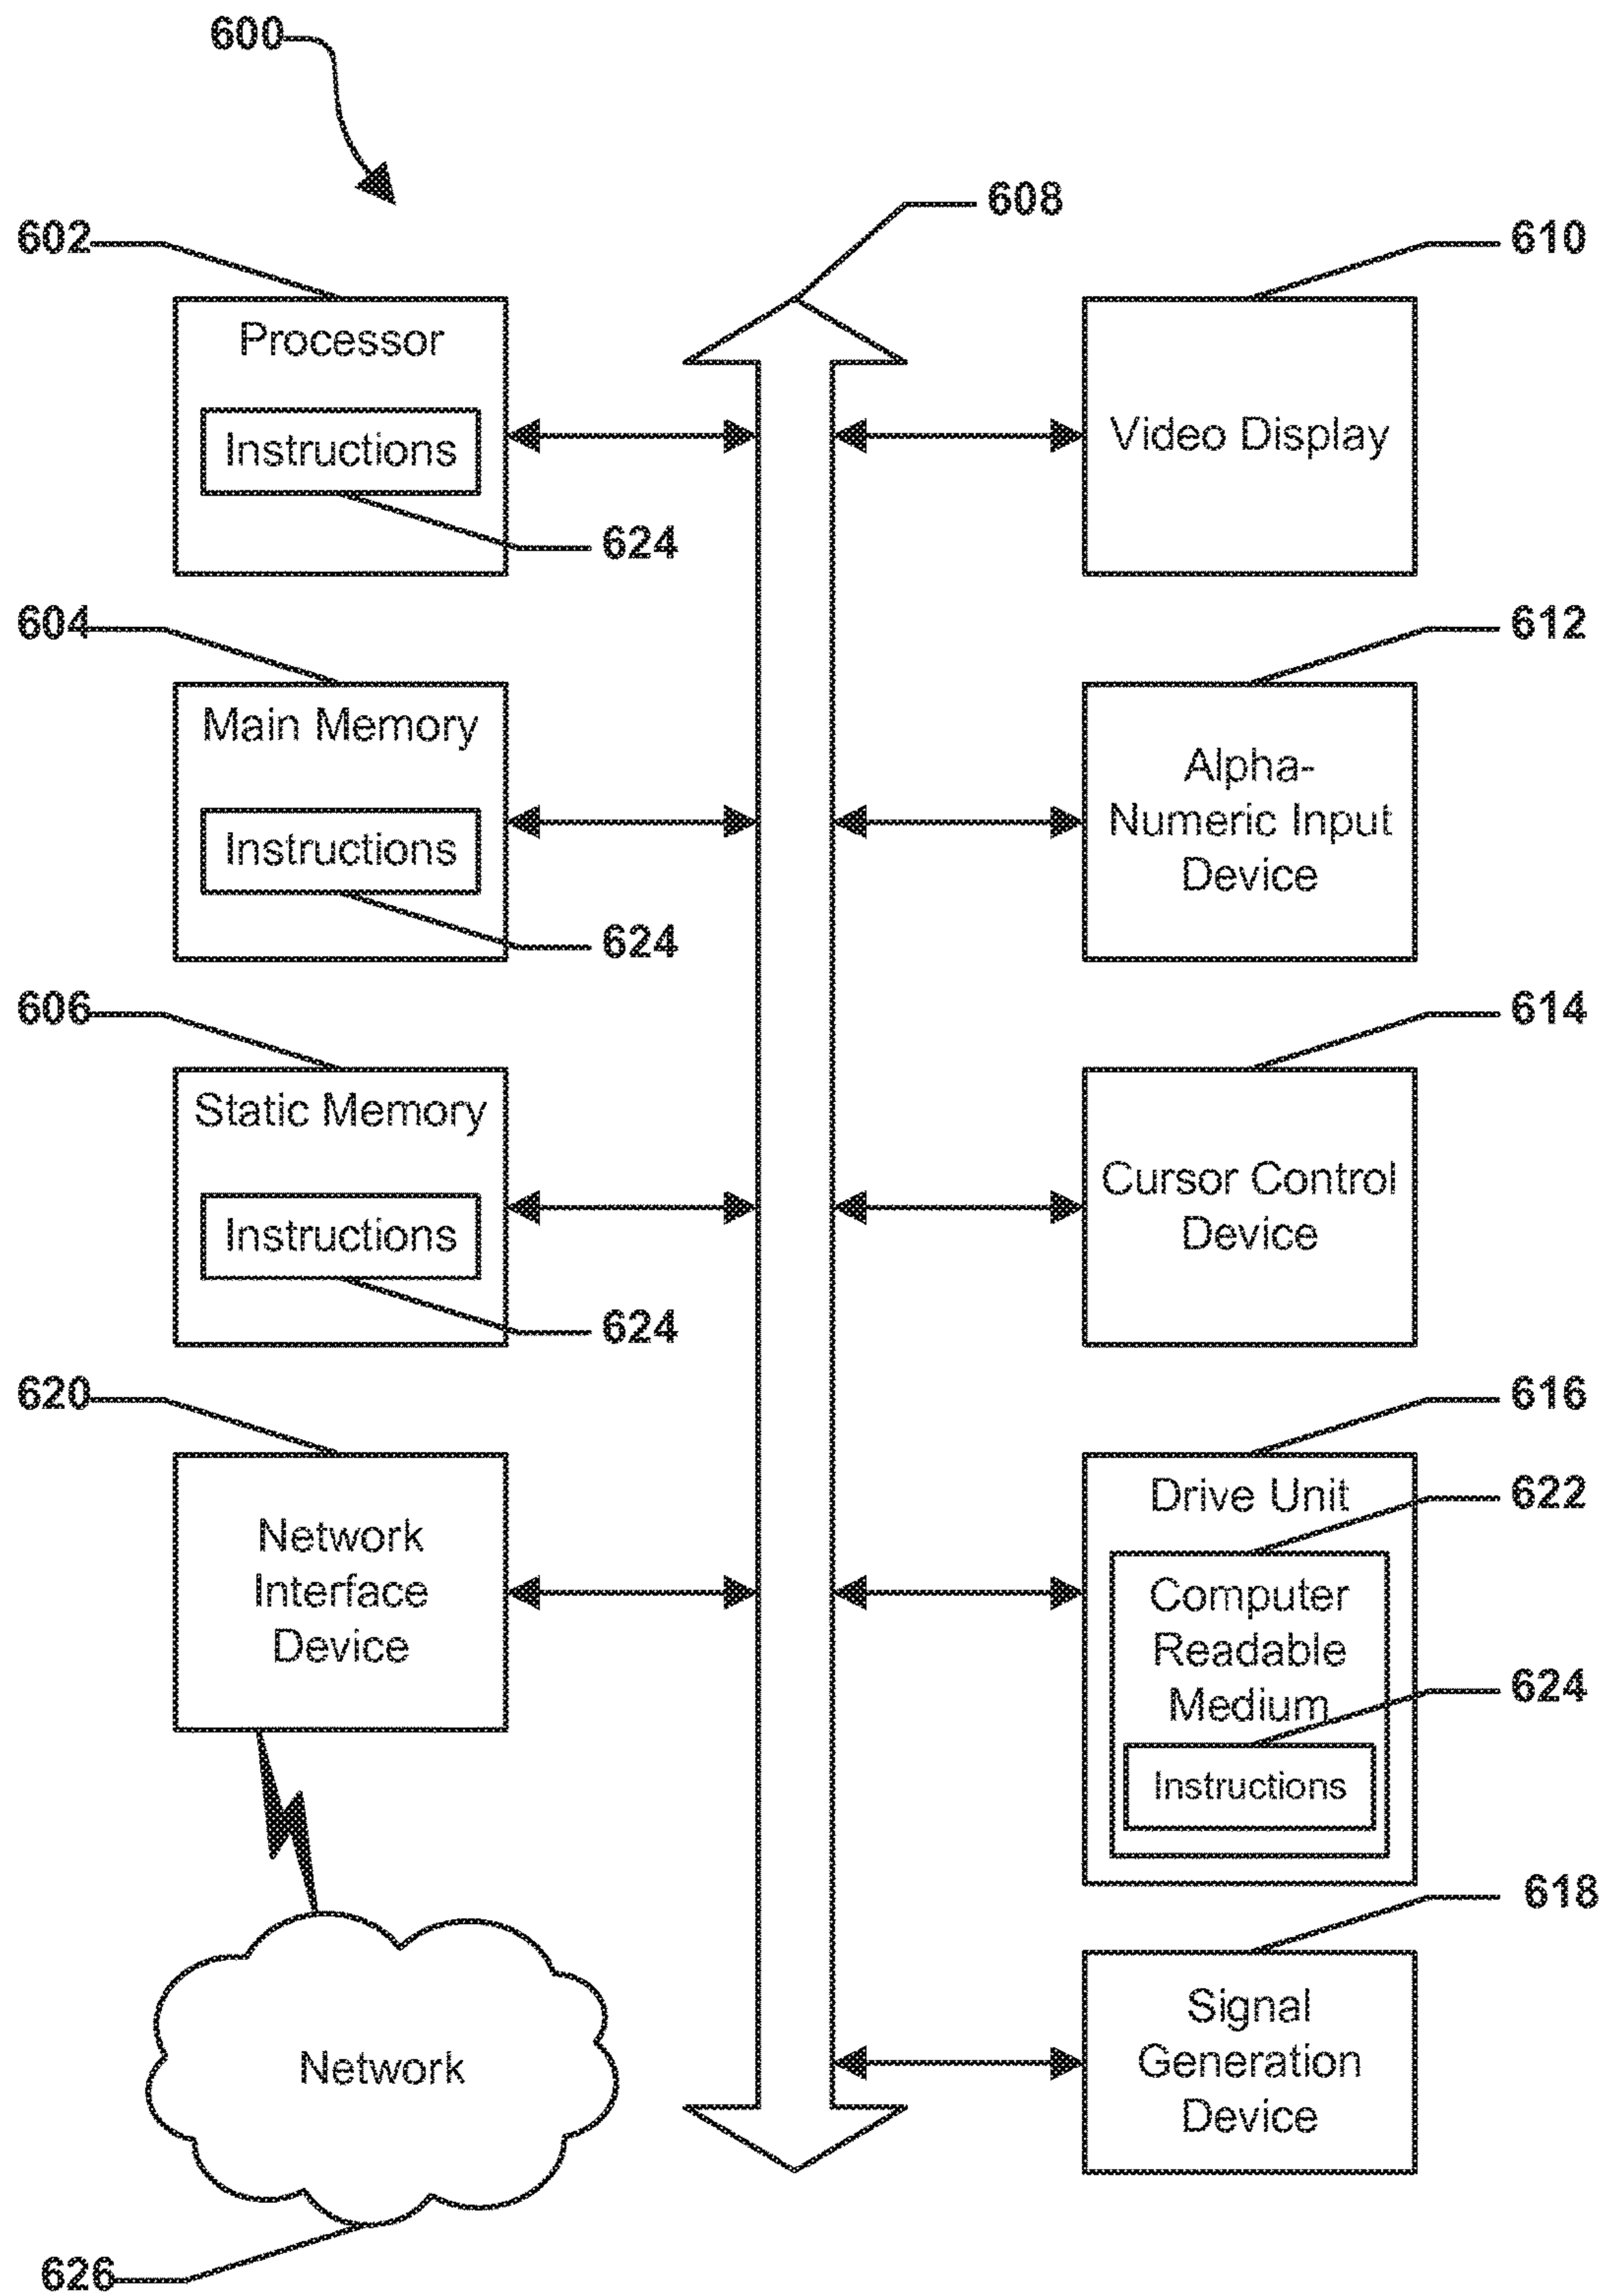 600
608
602
610
Processor
Instructions
Video Display
624
604
612
Main Memory
Instructions
Alpha-
Numeric Input
Device
624
606
614
Static Memory
Instructions
Cursor Control
Device
624
620
616
Network
Interface
Device
Drive Unit
622
Computer
Readable
Medium
624
Instructions
618
Network
Signal
Generation
Device
626